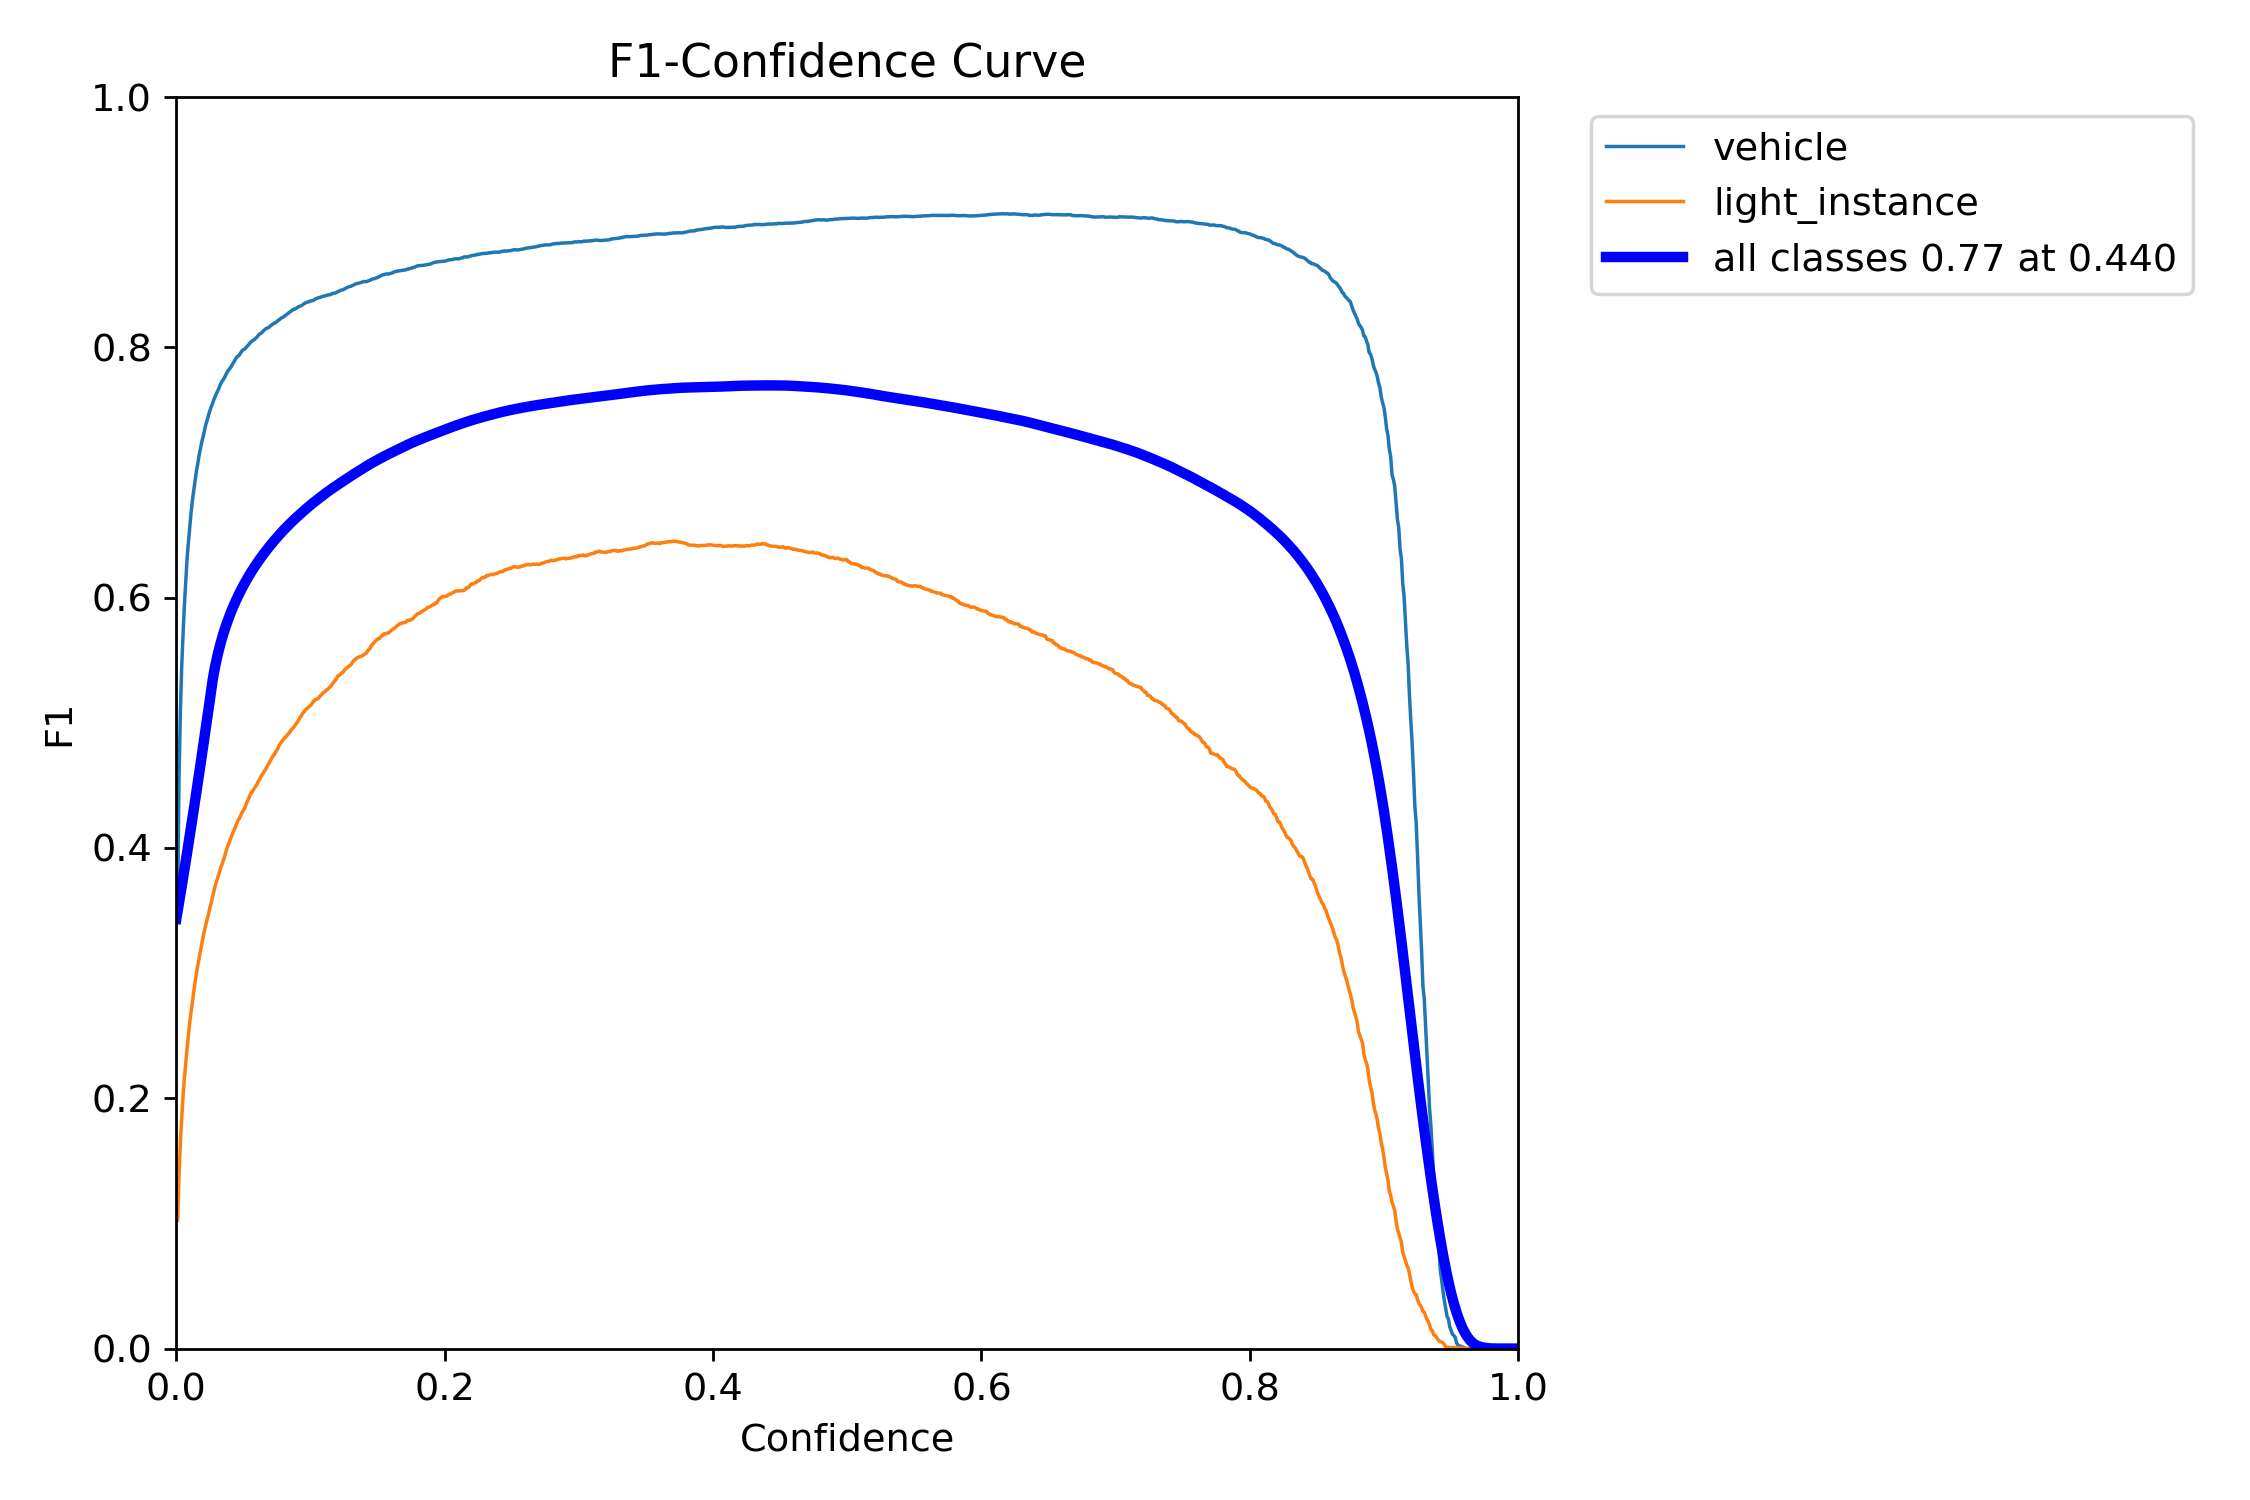 F1-Confidence Curve
1.0
0.8
0.6
0.4
0.2
0.0
F1
0.0 0.2 0.4 0.6 0.8 1.0
Confidence
vehicle
light_instance
all classes 0.77 at 0.440